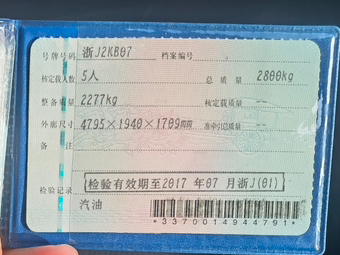 号牌号码 浙J2KB07 档案编号
核定载人数 5人 总质量 2800kg
整备质量 2277kg 核定载质量 --
外廓尺寸 4795×1940×1709mm 准牵引总质量 --
备注
检验记录 检验有效期至2017年07月浙J(01)
汽油
*3370014944791*